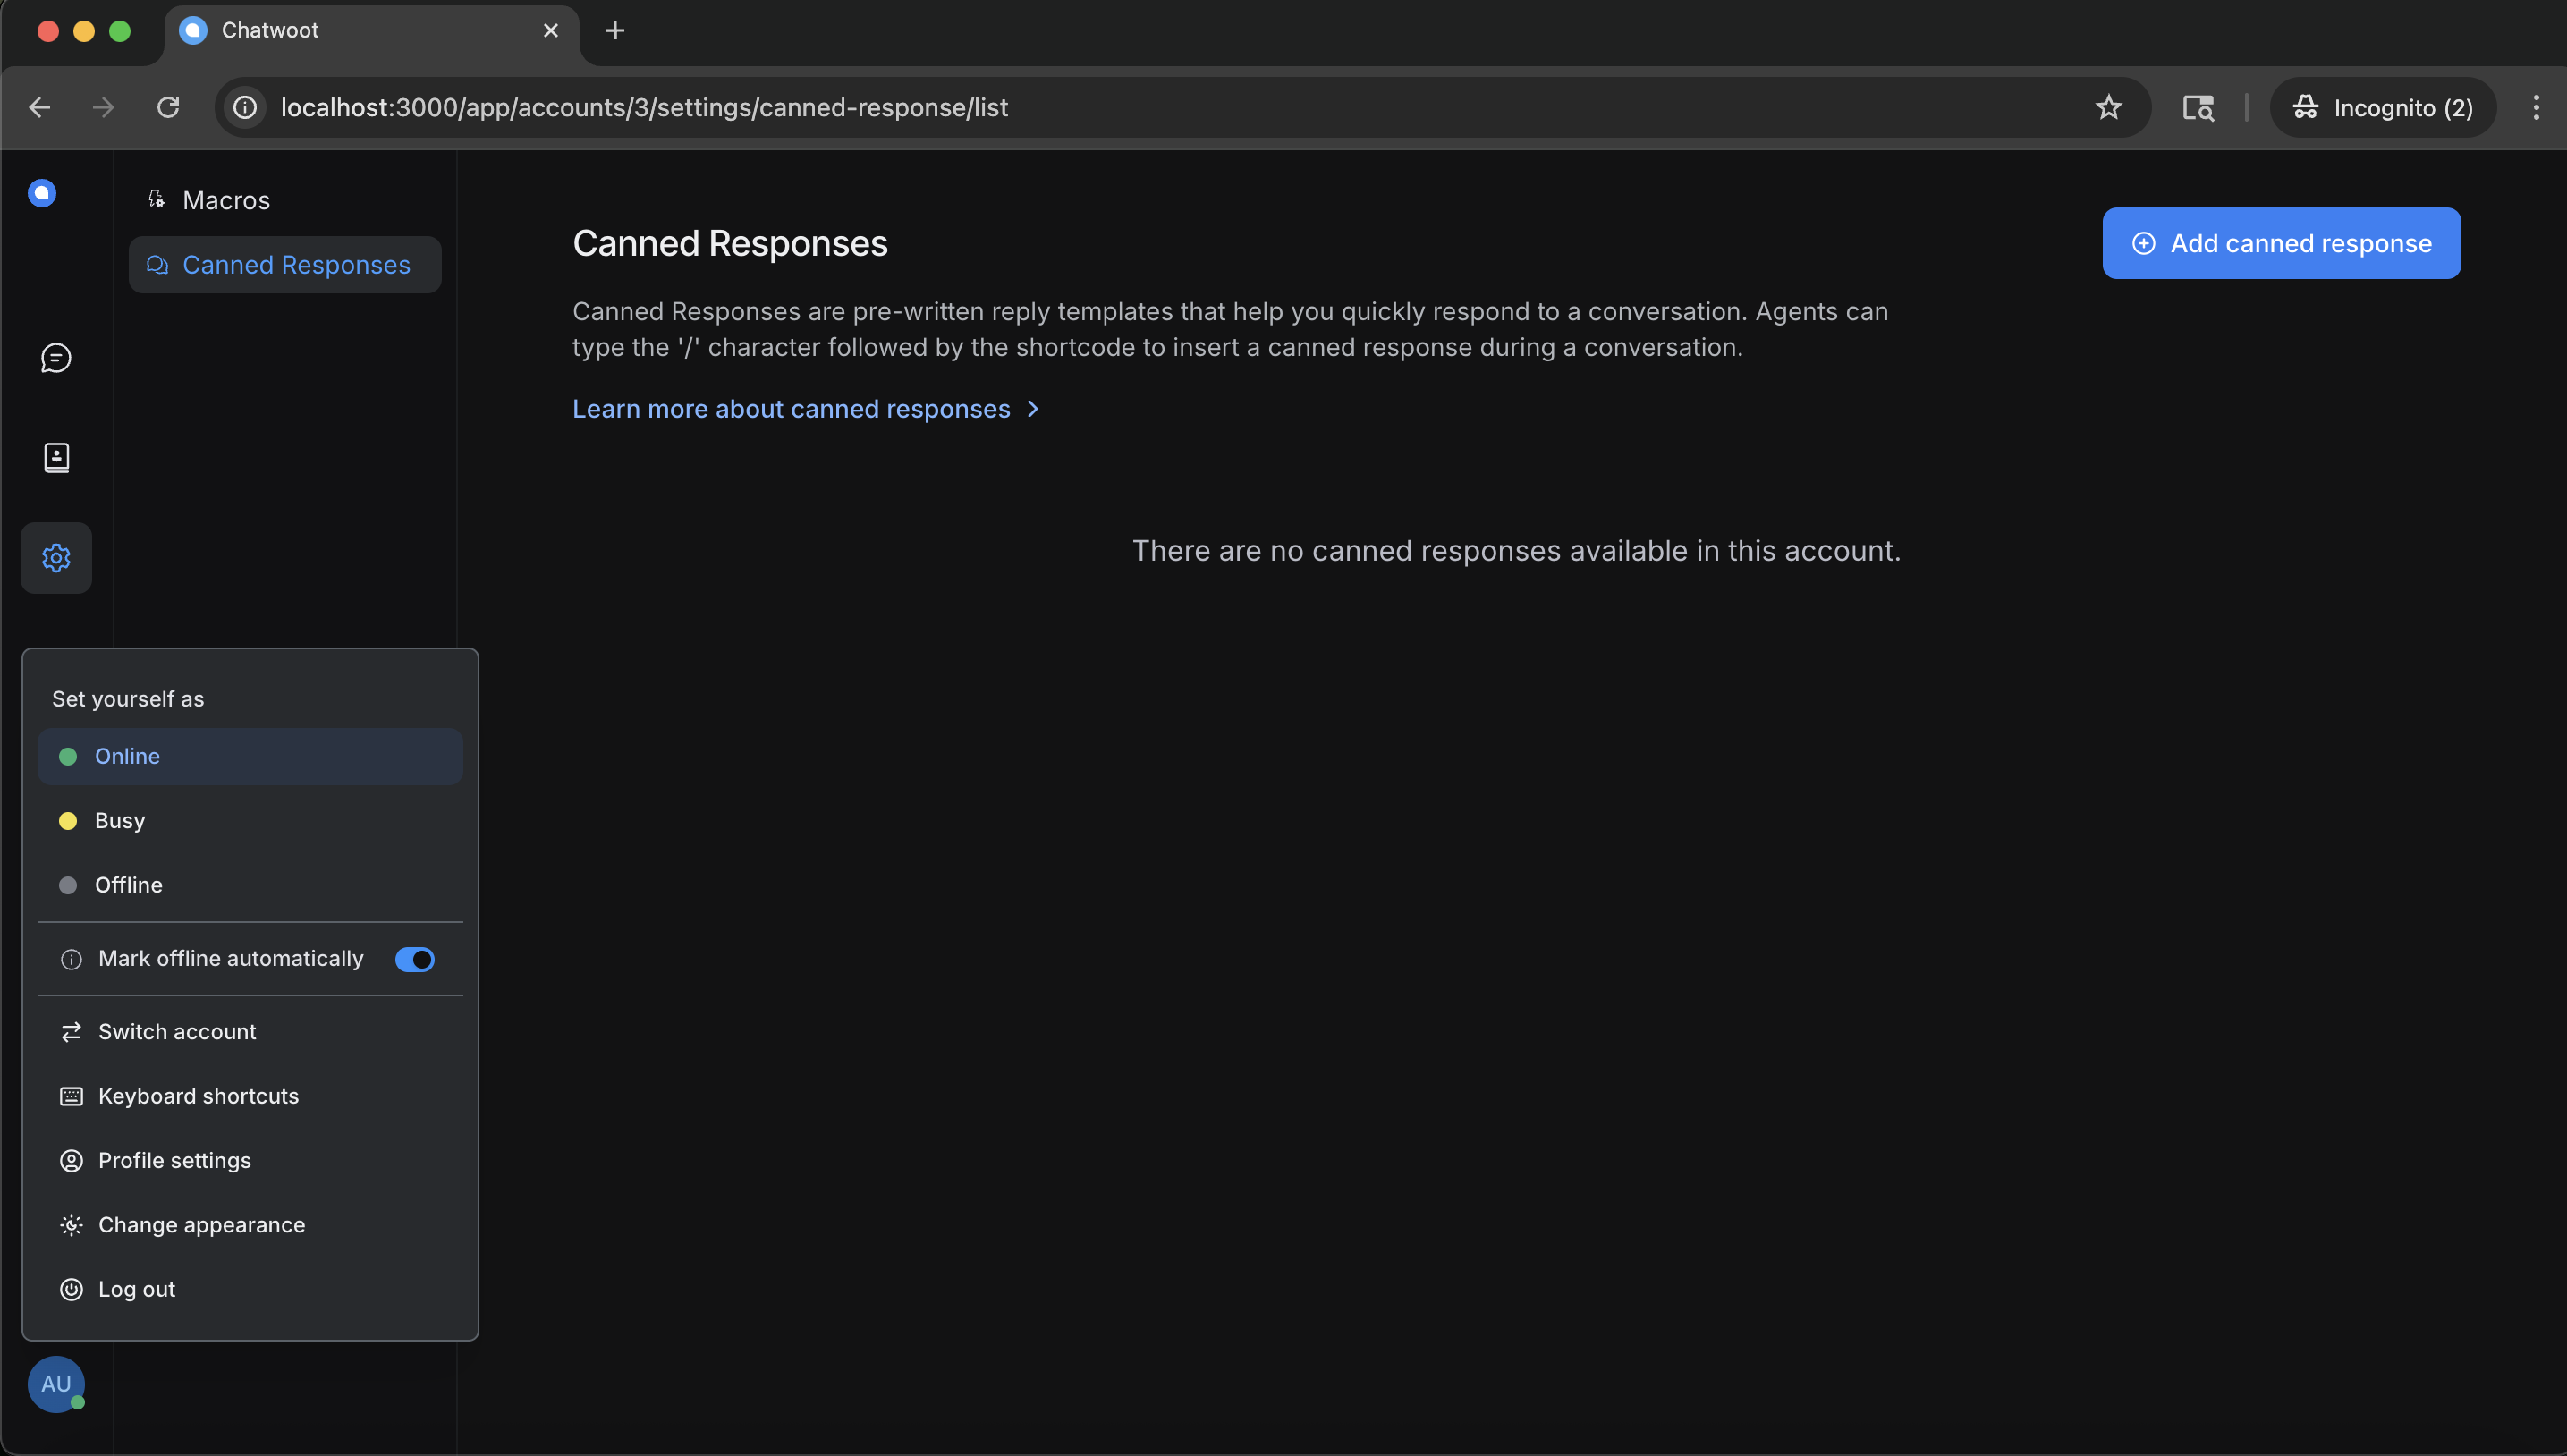 Chatwoot
localhost:3000/app/accounts/3/settings/canned-response/list
Incognito (2)
Macros
Canned Responses
Canned Responses
Add canned response
Canned Responses are pre-written reply templates that help you quickly respond to a conversation. Agents can
type the '/' character followed by the shortcode to insert a canned response during a conversation.
Learn more about canned responses
There are no canned responses available in this account.
Set yourself as
Online
Busy
Offline
Mark offline automatically
Switch account
Keyboard shortcuts
Profile settings
Change appearance
Log out
AU